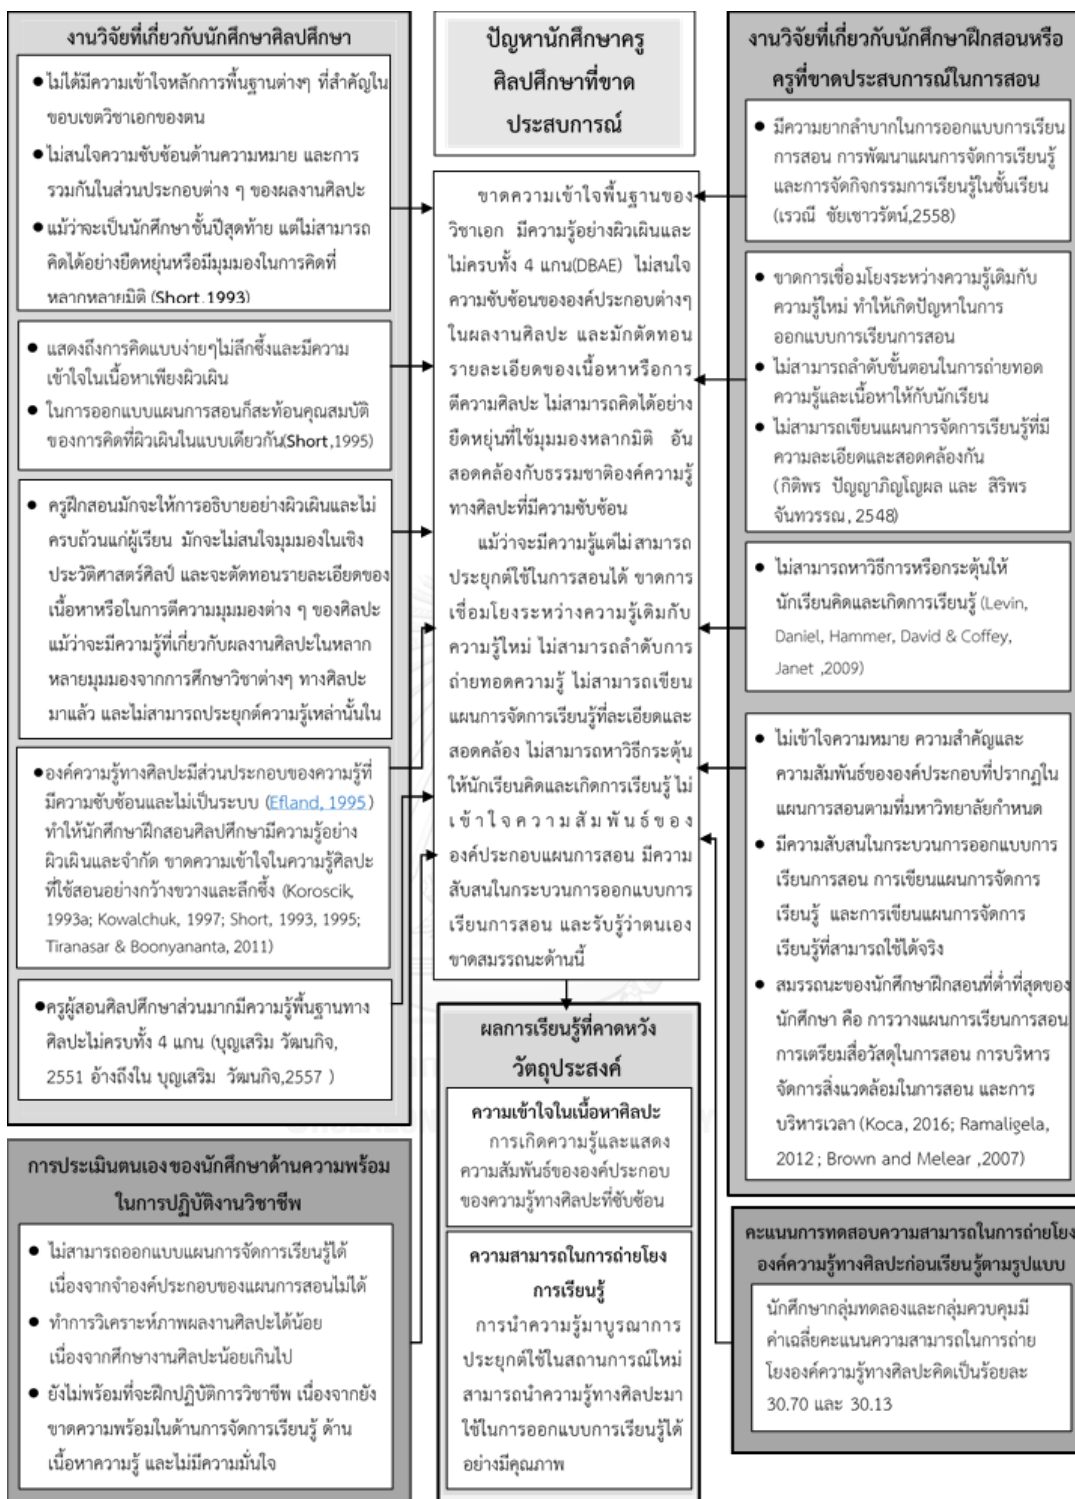 งานวิจัยที่เกี่ยวกับนักศึกษาศิลปศึกษา
●ไม่ได้มีความเข้าใจหลักการพื้นฐานต่างๆ ที่สำคัญใน
ขอบเขตวิชาเอกของตน
●ไม่สนใจความซับซ้อนด้านความหมาย และการ
รวมกันในส่วนประกอบต่าง ๆ ของผลงานศิลปะ
●แม้ว่าจะเป็นนักศึกษาชั้นปีสุดท้าย แต่ไม่สามารถ
คิดได้อย่างยืดหยุ่นหรือมีมุมมองในการคิดที่
หลากหลายมิติ (Short,1993)
● แสดงถึงการคิดแบบง่ายๆไม่ลึกซึ้งและมีความ
เข้าใจในเนื้อหาเพียงผิวเผิน
● ในการออกแบบแผนการสอนก็สะท้อนคุณสมบัติ
ของการคิดที่ผิวเผินในแบบเดียวกัน(Short,1995)
● ครูฝึกสอนมักจะให้การอธิบายอย่างผิวเผินและไม่
ครบถ้วนแก่ผู้เรียน มักจะไม่สนใจมุมมองในเชิง
ประวัติศาสตร์ศิลป์ และจะตัดทอนรายละเอียดของ
เนื้อหาหรือในการตีความมุมมองต่าง ๆ ของศิลปะ
แม้ว่าจะมีความรู้ที่เกี่ยวกับผลงานศิลปะในหลาก
หลายมุมมองจากการศึกษาวิชาต่างๆ ทางศิลปะ
มาแล้ว และไม่สามารถประยุกต์ความรู้เหล่านั้นใน
●องค์ความรู้ทางศิลปะมีส่วนประกอบของความรู้ที่
มีความซับซ้อนและไม่เป็นระบบ (Efland, 1995)
ทำให้นักศึกษาฝึกสอนศิลปศึกษามีความรู้อย่าง
ผิวเผินและจำกัด ขาดความเข้าใจในความรู้ศิลปะ
ที่ใช้สอนอย่างกว้างขวางและลึกซึ้ง (Koroscik,
1993a; Kowalchuk, 1997; Short, 1993, 1995;
Tiranasar & Boonyananta, 2011)
●ครูผู้สอนศิลปศึกษาส่วนมากมีความรู้พื้นฐานทาง
ศิลปะไม่ครบทั้ง 4 แกน (บุญเสริม วัฒนกิจ,
2551 อ้างถึงใน บุญเสริม วัฒนกิจ,2557 )
การประเมินตนเองของนักศึกษาด้านความพร้อม
ในการปฏิบัติงานวิชาชีพ
● ไม่สามารถออกแบบแผนการจัดการเรียนรู้ได้
เนื่องจากจำองค์ประกอบของแผนการสอนไม่ได้
● ทำการวิเคราะห์ภาพผลงานศิลปะได้น้อย
เนื่องจากศึกษางานศิลปะน้อยเกินไป
● ยังไม่พร้อมที่จะฝึกปฏิบัติการวิชาชีพ เนื่องจากยัง
ขาดความพร้อมในด้านการจัดการเรียนรู้ ด้าน
เนื้อหาความรู้ และไม่มีความมั่นใจ
ปัญหานักศึกษาครู
ศิลปศึกษาที่ขาด
ประสบการณ์
ขาดความเข้าใจพื้นฐานของ
วิชาเอก มีความรู้อย่างผิวเผินและ
ไม่ครบทั้ง 4 แกน(DBAE) ไม่สนใจ
ความซับซ้อนขององค์ประกอบต่างๆ
ในผลงานศิลปะ และมักตัดทอน
รายละเอียดของเนื้อหาหรือการ
ตีความศิลปะ ไม่สามารถคิดได้อย่าง
ยืดหยุ่นที่ใช้มุมมองหลากมิติ อัน
สอดคล้องกับธรรมชาติองค์ความรู้
ทางศิลปะที่มีความซับซ้อน
แม้ว่าจะมีความรู้แต่ไม่สามารถ
ประยุกต์ใช้ในการสอนได้ ขาดการ
เชื่อมโยงระหว่างความรู้เดิมกับ
ความรู้ใหม่ ไม่สามารถลำดับการ
ถ่ายทอดความรู้ ไม่สามารถเขียน
แผนการจัดการเรียนรู้ที่ละเอียดและ
สอดคล้อง ไม่สามารถหาวิธีกระตุ้น
ให้นักเรียนคิดและเกิดการเรียนรู้ ไม่
เข้าใจความสัมพันธ์ของ
องค์ประกอบแผนการสอน มีความ
สับสนในกระบวนการออกแบบการ
เรียนการสอน และรับรู้ว่าตนเอง
ขาดสมรรถนะด้านนี้
ผลการเรียนรู้ที่คาดหวัง
วัตถุประสงค์
ความเข้าใจในเนื้อหาศิลปะ
การเกิดความรู้และแสดง
ความสัมพันธ์ขององค์ประกอบ
ของความรู้ทางศิลปะที่ซับซ้อน
ความสามารถในการถ่ายโยง
การเรียนรู้
การนำความรู้มาบูรณาการ
ประยุกต์ใช้ในสถานการณ์ใหม่
สามารถนำความรู้ทางศิลปะมา
ใช้ในการออกแบบการเรียนรู้ได้
อย่างมีคุณภาพ
งานวิจัยที่เกี่ยวกับนักศึกษาฝึกสอนหรือ
ครูที่ขาดประสบการณ์ในการสอน
● มีความยากลำบากในการออกแบบการเรียน
การสอน การพัฒนาแผนการจัดการเรียนรู้
และการจัดกิจกรรมการเรียนรู้ในชั้นเรียน
(เรวณี ชัยเชาวรัตน์,2558)
● ขาดการเชื่อมโยงระหว่างความรู้เดิมกับ
ความรู้ใหม่ ทำให้เกิดปัญหาในการ
ออกแบบการเรียนการสอน
● ไม่สามารถลำดับขั้นตอนในการถ่ายทอด
ความรู้และเนื้อหาให้กับนักเรียน
● ไม่สามารถเขียนแผนการจัดการเรียนรู้ที่มี
ความละเอียดและสอดคล้องกัน
(กิติพร ปัญญาภิญโญผล และ สิริพร
จันทวรรณ, 2548)
● ไม่สามารถหาวิธีการหรือกระตุ้นให้
นักเรียนคิดและเกิดการเรียนรู้ (Levin,
Daniel, Hammer, David & Coffey,
Janet ,2009)
● ไม่เข้าใจความหมาย ความสำคัญและ
ความสัมพันธ์ขององค์ประกอบที่ปรากฏใน
แผนการสอนตามที่มหาวิทยาลัยกำหนด
● มีความสับสนในกระบวนการออกแบบการ
เรียนการสอน การเขียนแผนการจัดการ
เรียนรู้ และการเขียนแผนการจัดการ
เรียนรู้ที่สามารถใช้ได้จริง
● สมรรถนะของนักศึกษาฝึกสอนที่ต่ำที่สุดของ
นักศึกษา คือ การวางแผนการเรียนการสอน
การเตรียมสื่อวัสดุในการสอน การบริหาร
จัดการสิ่งแวดล้อมในการสอน และการ
บริหารเวลา (Koca, 2016; Ramaligela,
2012; Brown and Melear ,2007)
คะแนนการทดสอบความสามารถในการถ่ายโยง
องค์ความรู้ทางศิลปะก่อนเรียนรู้ตามรูปแบบ
นักศึกษากลุ่มทดลองและกลุ่มควบคุมมี
ค่าเฉลี่ยคะแนนความสามารถในการถ่าย
โยงองค์ความรู้ทางศิลปะคิดเป็นร้อยละ
30.70 และ 30.13